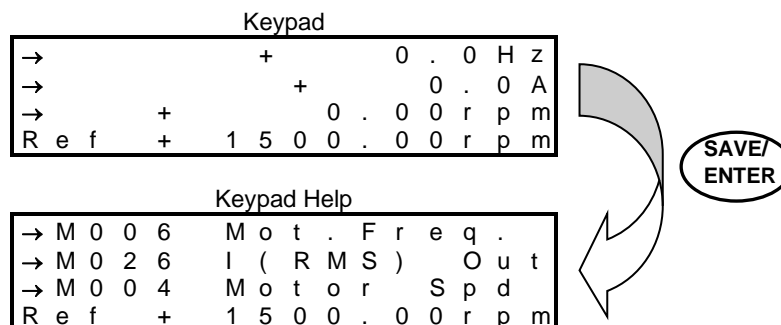 Keypad
→ + 0.0Hz
→ + 0.0A
→ + 0.00rpm
Ref + 1500.00rpm
SAVE/
ENTER
Keypad Help
→M006 Mot.Freq.
→M026 I(RMS) Out
→M004 Motor Spd
Ref + 1500.00rpm